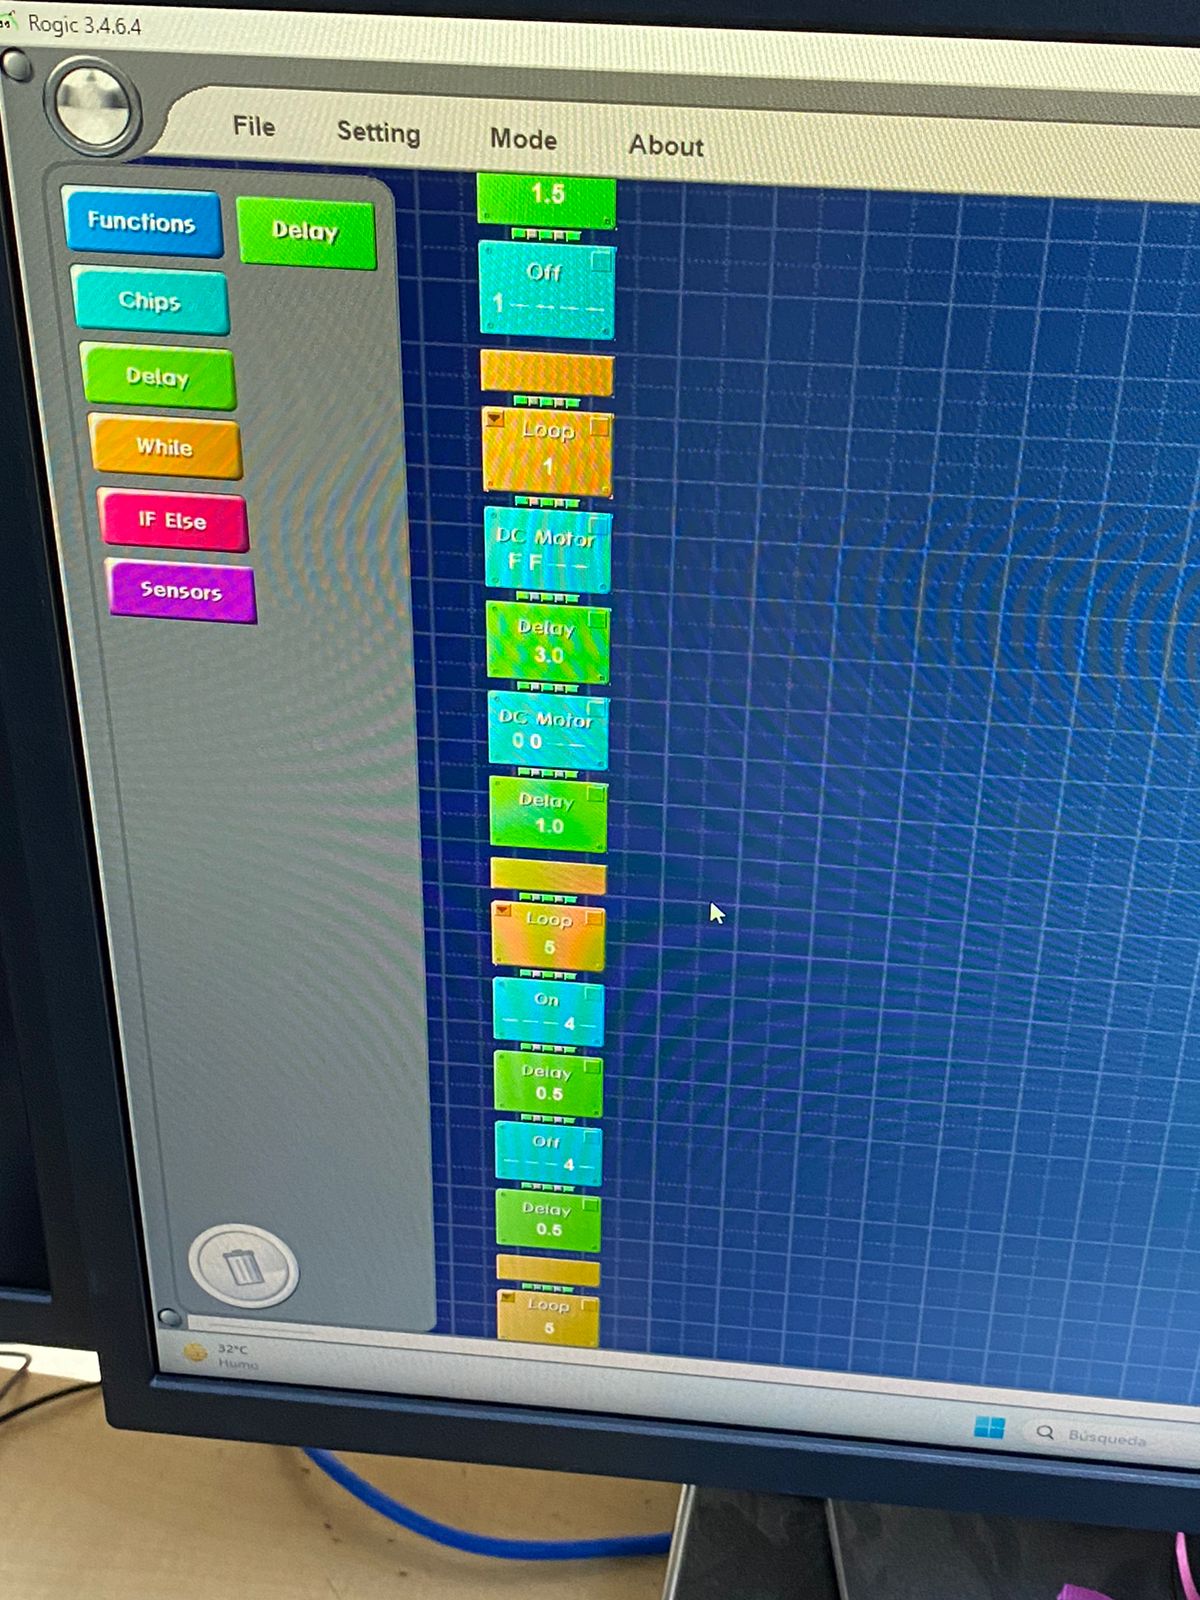 Rogic 3.4.6.4
File Setting Mode About
Functions
Chips
Delay
While
IF Else
Sensors
Delay
1.5
Off
1 — — — —
Loop
1
DC Motor
F F — —
Delay
3.0
DC Motor
0 0 — —
Delay
1.0
Loop
5
On
— — — 4 —
Delay
0.5
Off
— — — 4 —
Delay
0.5
Loop
5
32°C
Humo
Búsqueda